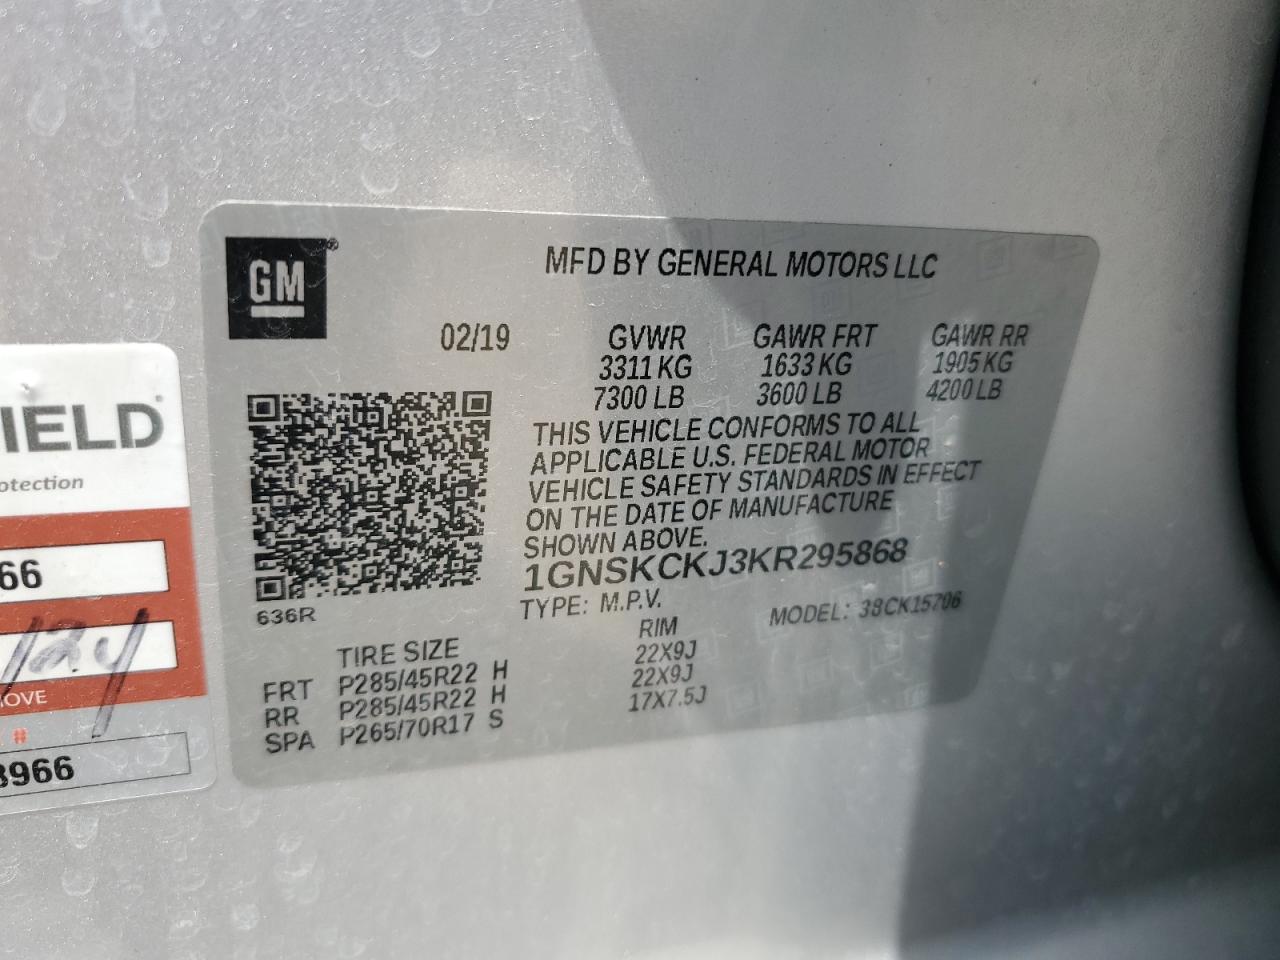 GM®
MFD BY GENERAL MOTORS LLC
02/19
GVWR GAWR FRT GAWR RR
3311 KG 1633 KG 1905 KG
7300 LB 3600 LB 4200 LB
THIS VEHICLE CONFORMS TO ALL
APPLICABLE U.S. FEDERAL MOTOR
VEHICLE SAFETY STANDARDS IN EFFECT
ON THE DATE OF MANUFACTURE
SHOWN ABOVE.
1GNSKCKJ3KR295868
TYPE: M.P.V. MODEL: 38CK15706
636R
TIRE SIZE RIM
FRT P285/45R22 H 22X9J
RR P285/45R22 H 22X9J
SPA P265/70R17 S 17X7.5J
IELD
otection
66
124
OVE
#
3966